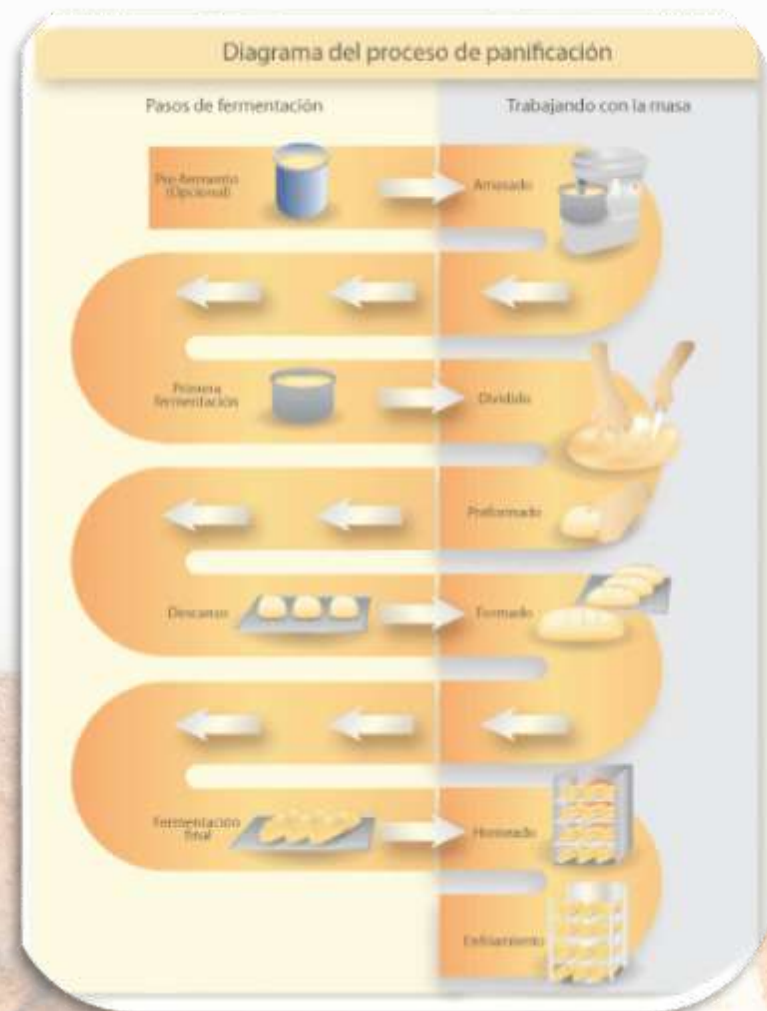 Diagrama del proceso de panificación
Pasos de fermentación
Trabajando con la masa
Pre-fermento
(Opcional)
Amasado
Primera
fermentación
Dividido
Preformado
Descanso
Formado
Fermentación
final
Horneado
Enfriamiento